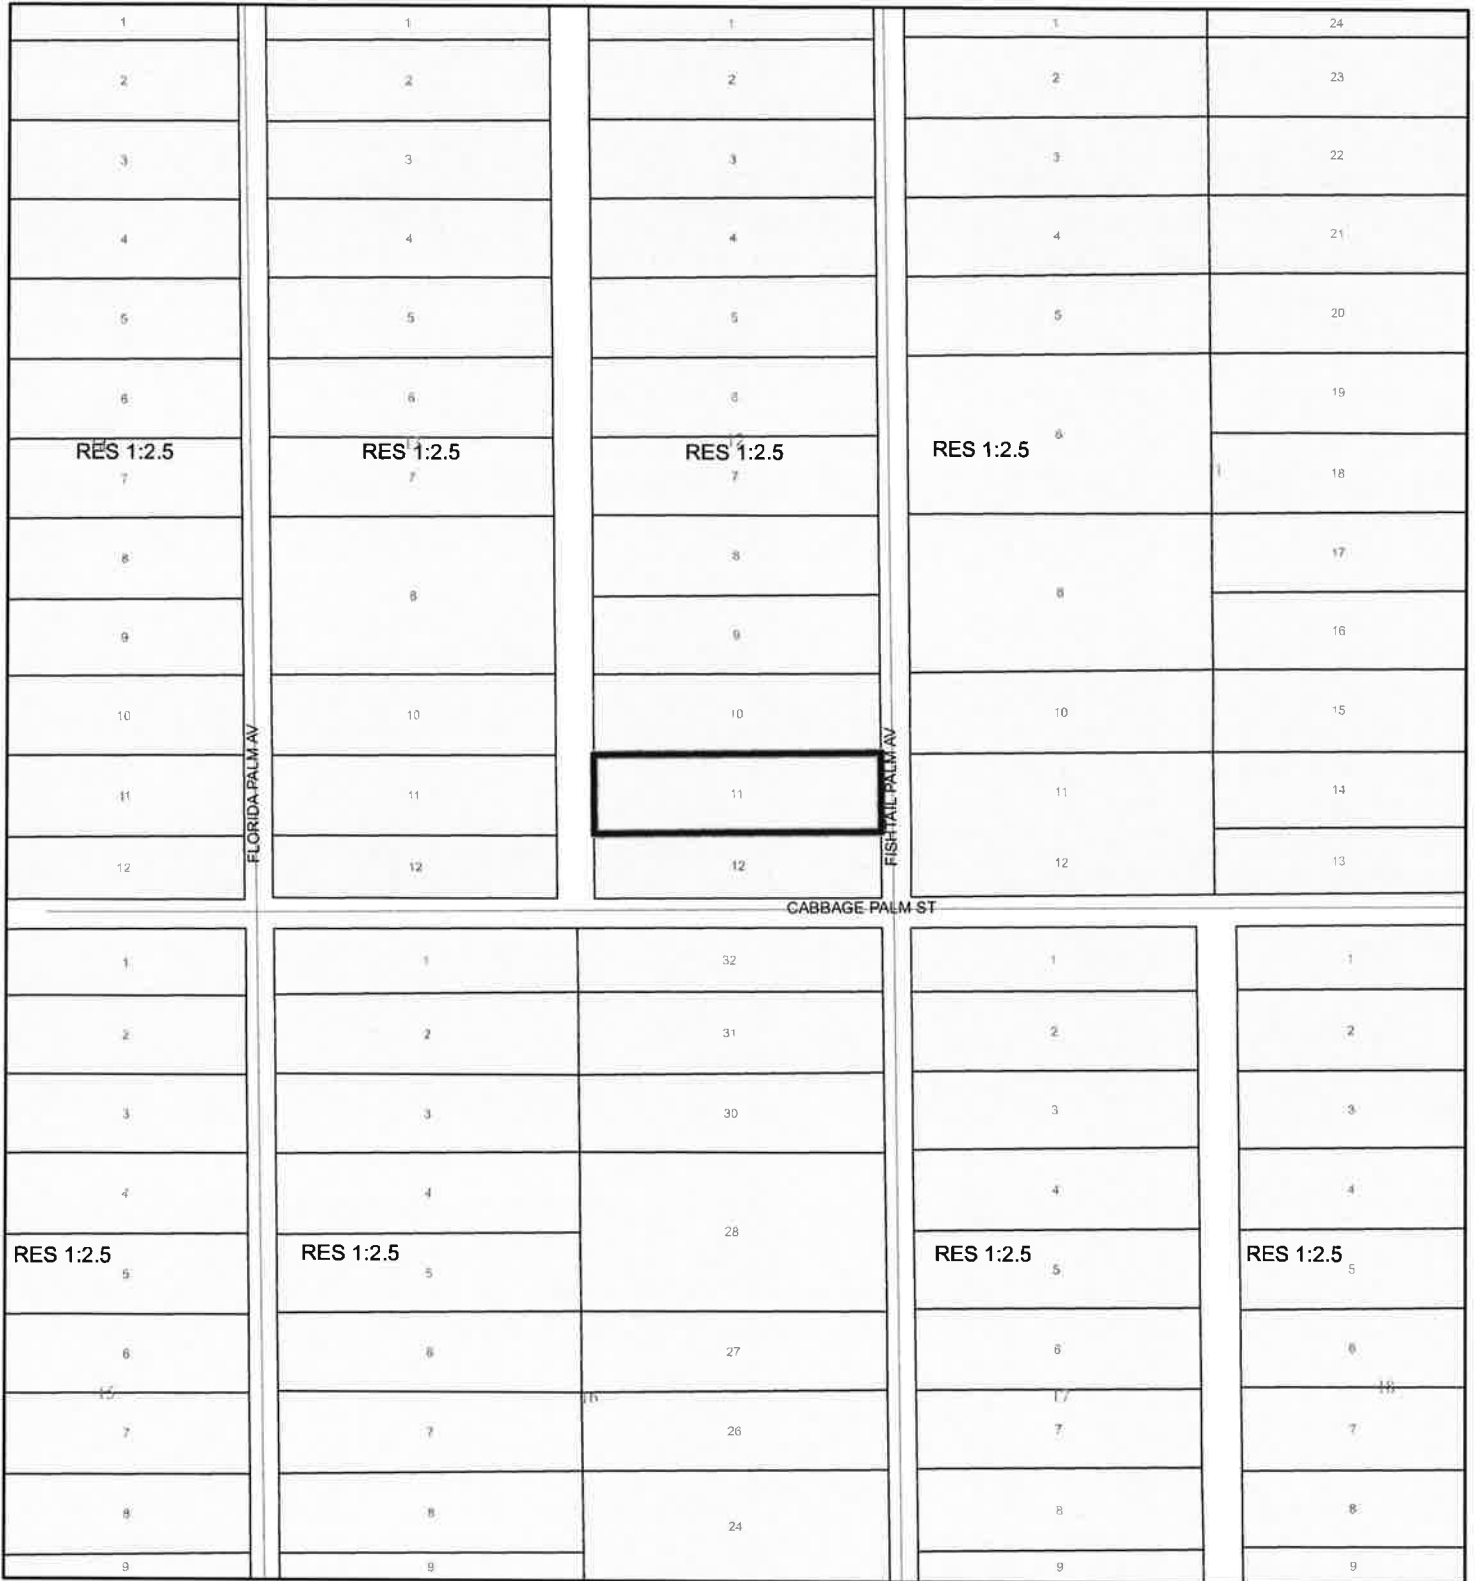 1 1 1 1 24
2 2 2 2 23
3 3 3 3 22
4 4 4 4 21
5 5 5 5 20
6 6 6 19
RES 1:2.5 RES 1:2.5 12 RES 1:2.5 RES 1:2.5 6
7 7 7 18
8 8 17
8 8
9 9 16
10 10 10 10 15
FLORIDA PALM AV
FISHTAIL PALM AV
11 11 11 11 14
12 12 12 12 13
CABBAGE PALM ST
1 1 32 1 1
2 2 31 2 2
3 3 30 3 3
4 4 4 4
28
RES 1:2.5 RES 1:2.5 RES 1:2.5 RES 1:2.5
5 5 5 5
6 6 27 6 6
15 16 17 18
7 7 26 7 7
8 8 24 8 8
9 9 9 9